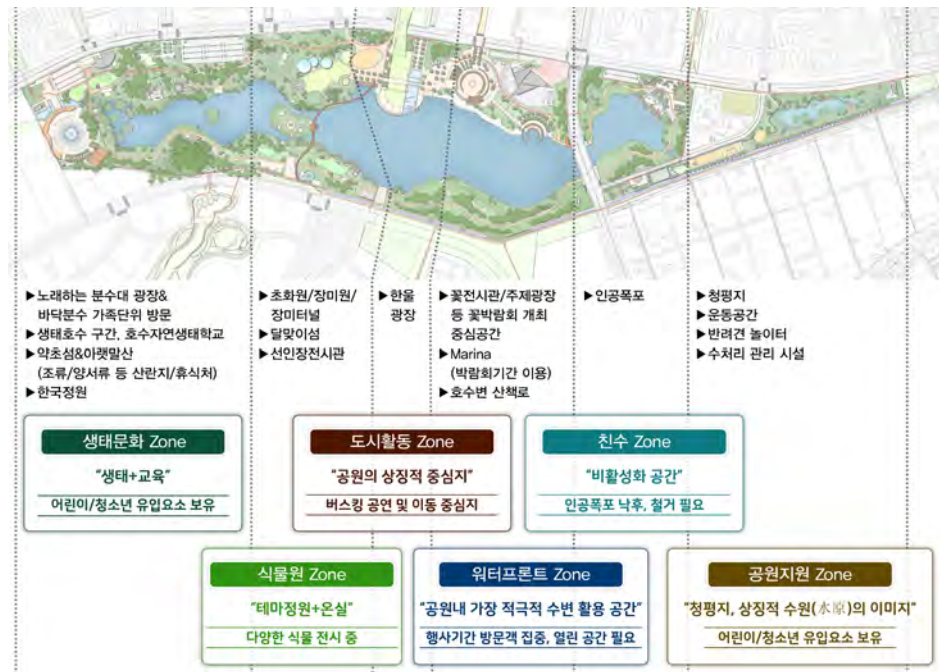 ▶노래하는 분수대 광장&
바닥분수 가족단위 방문
▶생태호수 구간, 호수자연생태학교
▶약초섬&아랫말산
(조류/양서류 등 산란지/휴식처)
▶한국정원
▶초화원/장미원/
장미터널
▶달맞이섬
▶선인장전시관
▶한울
광장
▶꽃전시관/주제광장
등 꽃박람회 개최
중심공간
▶Marina
(박람회기간 이용)
▶호수변 산책로
▶인공폭포
▶청평지
▶운동공간
▶반려견 놀이터
▶수처리 관리 시설
생태문화 Zone
"생태+교육"
어린이/청소년 유입요소 보유
도시활동 Zone
"공원의 상징적 중심지"
버스킹 공연 및 이동 중심지
친수 Zone
"비활성화 공간"
인공폭포 낙후, 철거 필요
식물원 Zone
"테마정원+온실"
다양한 식물 전시 중
워터프론트 Zone
"공원내 가장 적극적 수변 활용 공간"
행사기간 방문객 집중, 열린 공간 필요
공원지원 Zone
"청평지, 상징적 수원(水原)의 이미지"
어린이/청소년 유입요소 보유